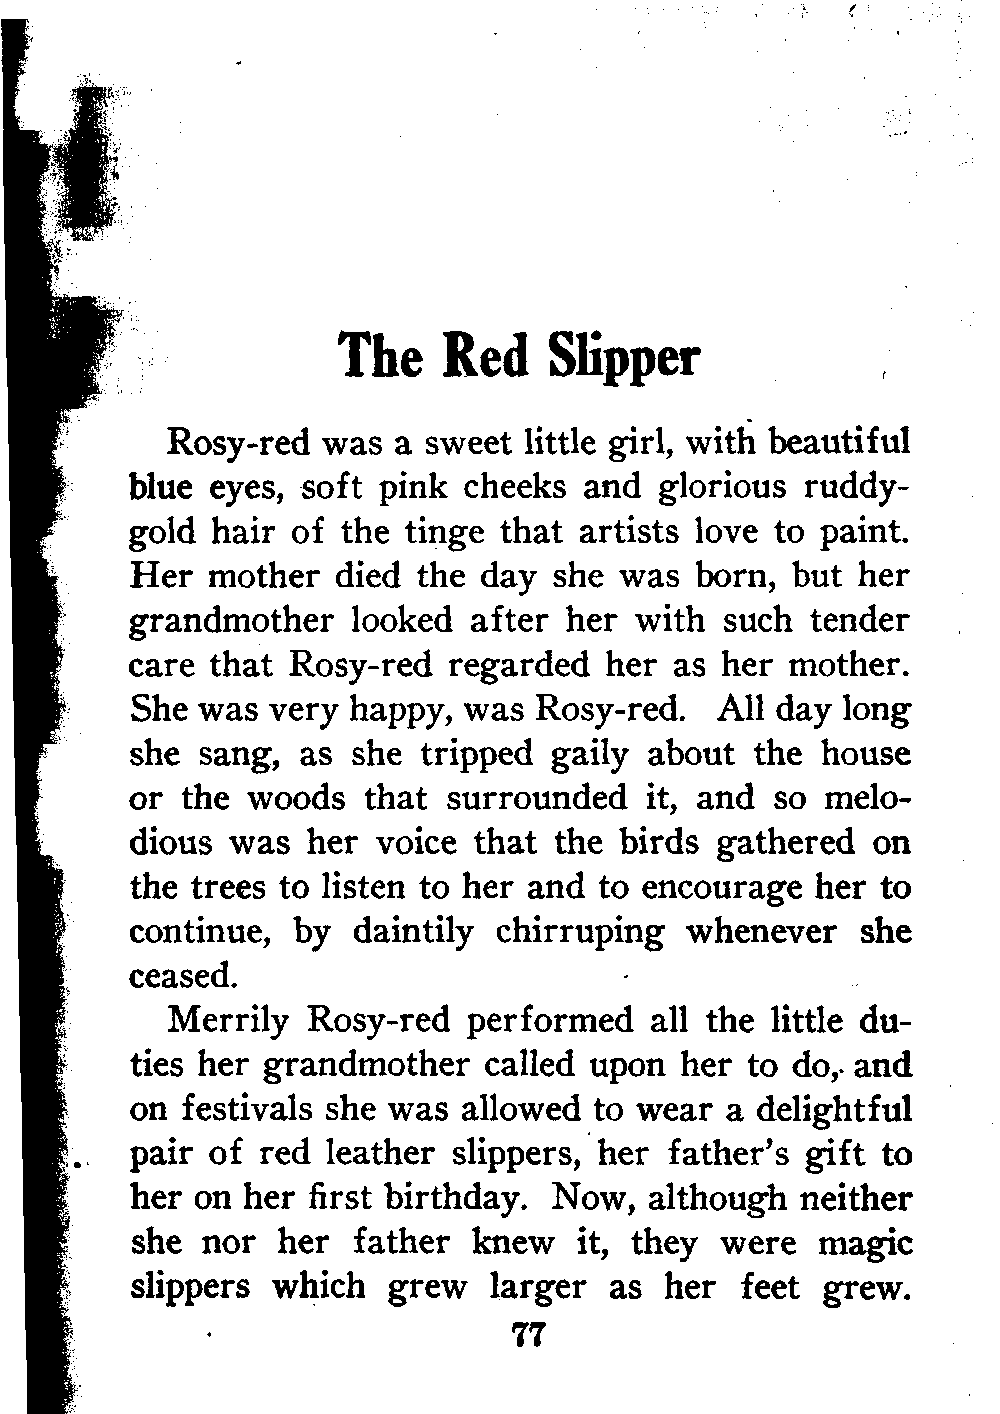 The Red Slipper
Rosy-red was a sweet little girl, with beautiful
blue eyes, soft pink cheeks and glorious ruddy-
gold hair of the tinge that artists love to paint.
Her mother died the day she was born, but her
grandmother looked after her with such tender
care that Rosy-red regarded her as her mother.
She was very happy, was Rosy-red. All day long
she sang, as she tripped gaily about the house
or the woods that surrounded it, and so melo-
dious was her voice that the birds gathered on
the trees to listen to her and to encourage her to
continue, by daintily chirruping whenever she
ceased.
Merrily Rosy-red performed all the little du-
ties her grandmother called upon her to do, and
on festivals she was allowed to wear a delightful
pair of red leather slippers, her father's gift to
her on her first birthday. Now, although neither
she nor her father knew it, they were magic
slippers which grew larger as her feet grew.
77